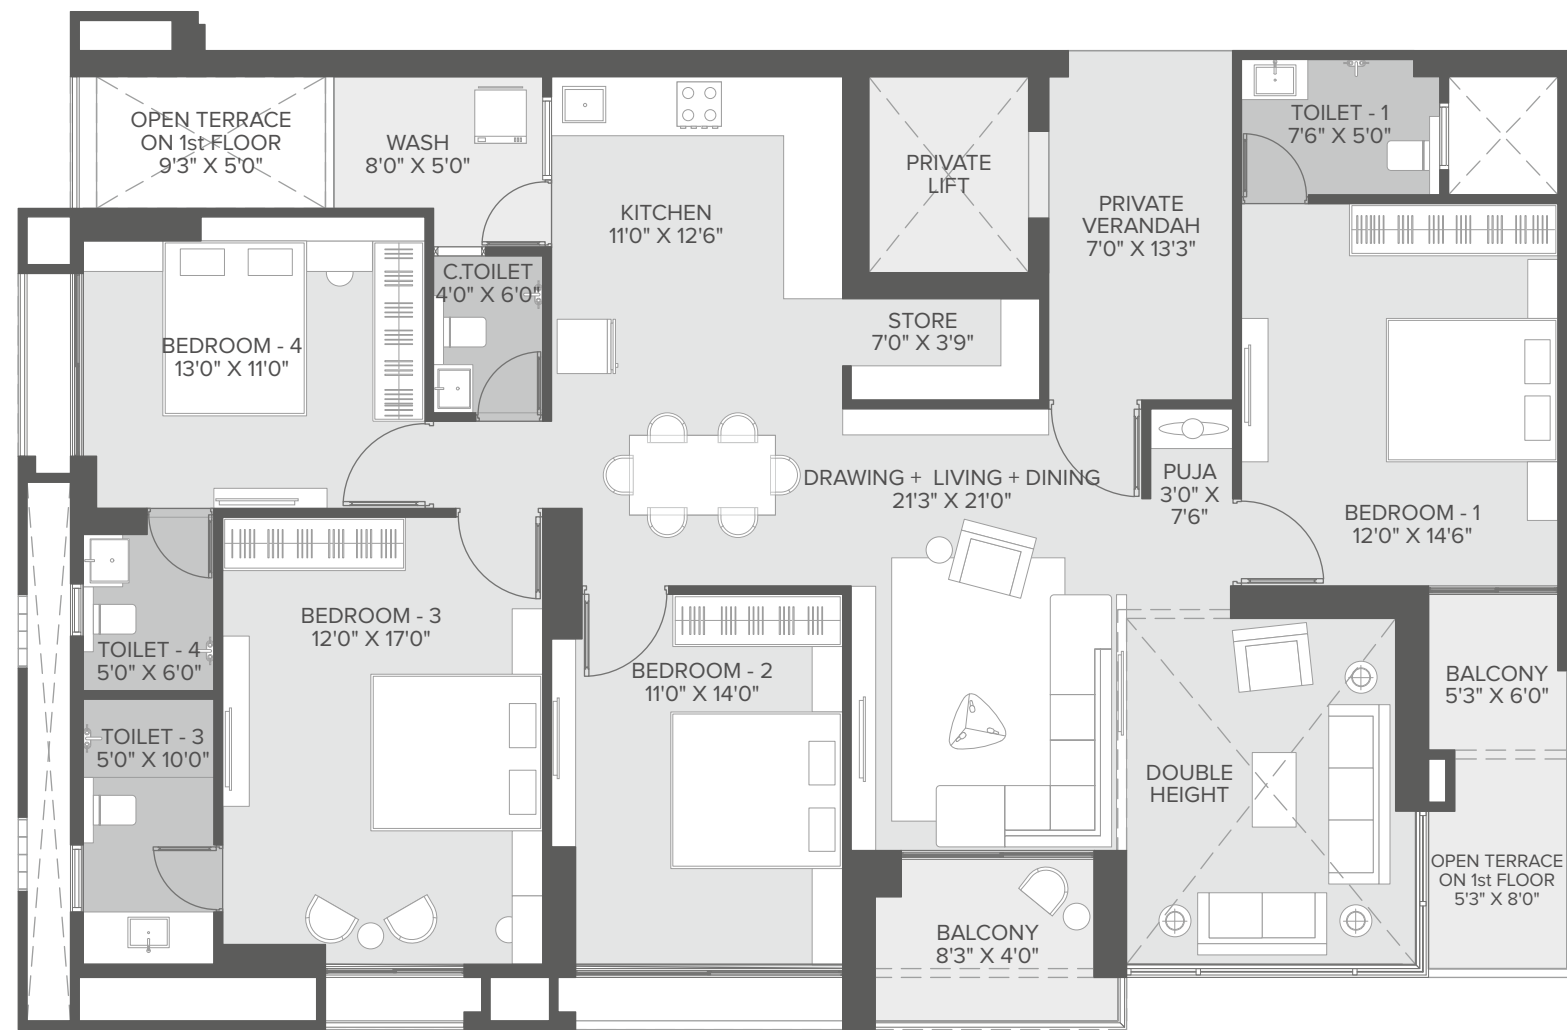 OPEN TERRACE
ON 1st FLOOR
9'3" X 5'0"
WASH
8'0" X 5'0"
KITCHEN
11'0" X 12'6"
PRIVATE
LIFT
PRIVATE
VERANDAH
7'0" X 13'3"
TOILET - 1
7'6" X 5'0"
C.TOILET
4'0" X 6'0"
STORE
7'0" X 3'9"
BEDROOM - 4
13'0" X 11'0"
DRAWING + LIVING + DINING
21'3" X 21'0"
PUJA
3'0" X
7'6"
BEDROOM - 1
12'0" X 14'6"
BEDROOM - 3
12'0" X 17'0"
TOILET - 4
5'0" X 6'0"
BEDROOM - 2
11'0" X 14'0"
BALCONY
5'3" X 6'0"
TOILET - 3
5'0" X 10'0"
DOUBLE
HEIGHT
OPEN TERRACE
ON 1st FLOOR
5'3" X 8'0"
BALCONY
8'3" X 4'0"